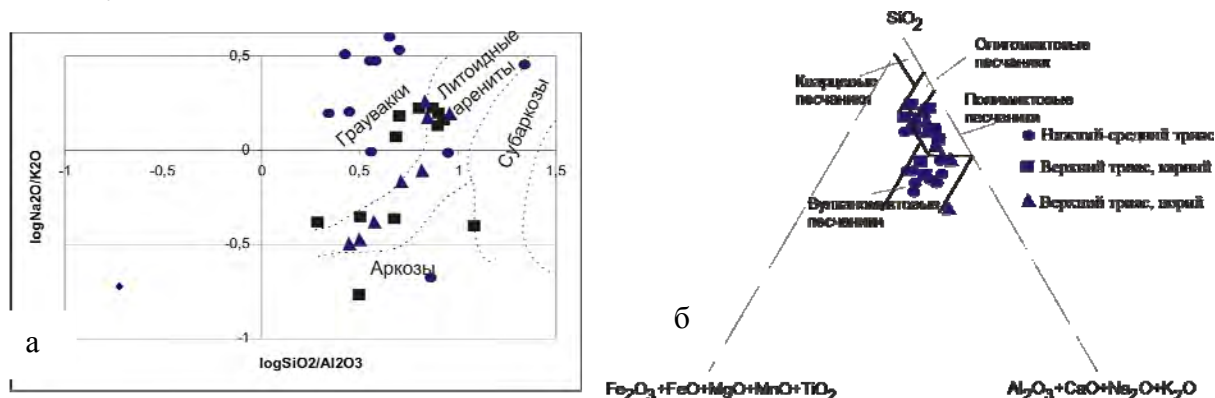 0,5
0
-0,5
-1
-1
-0,5
0
0,5
1
1,5
logNa2O/K2O
logSiO2/Al2O3
Граувакки
Литоидные
арениты
Субаркозы
Аркозы
а
SiO2
Олигомиктовые
песчаники
Кварцевые
песчаники
Полимиктовые
песчаники
Нижний-средний триас
Верхний триас, карний
Верхний триас, норий
Вулканомиктовые
песчаники
б
Fe2O3+FeO+MgO+MnO+TiO2
Al2O3+CaO+Na2O+K2O